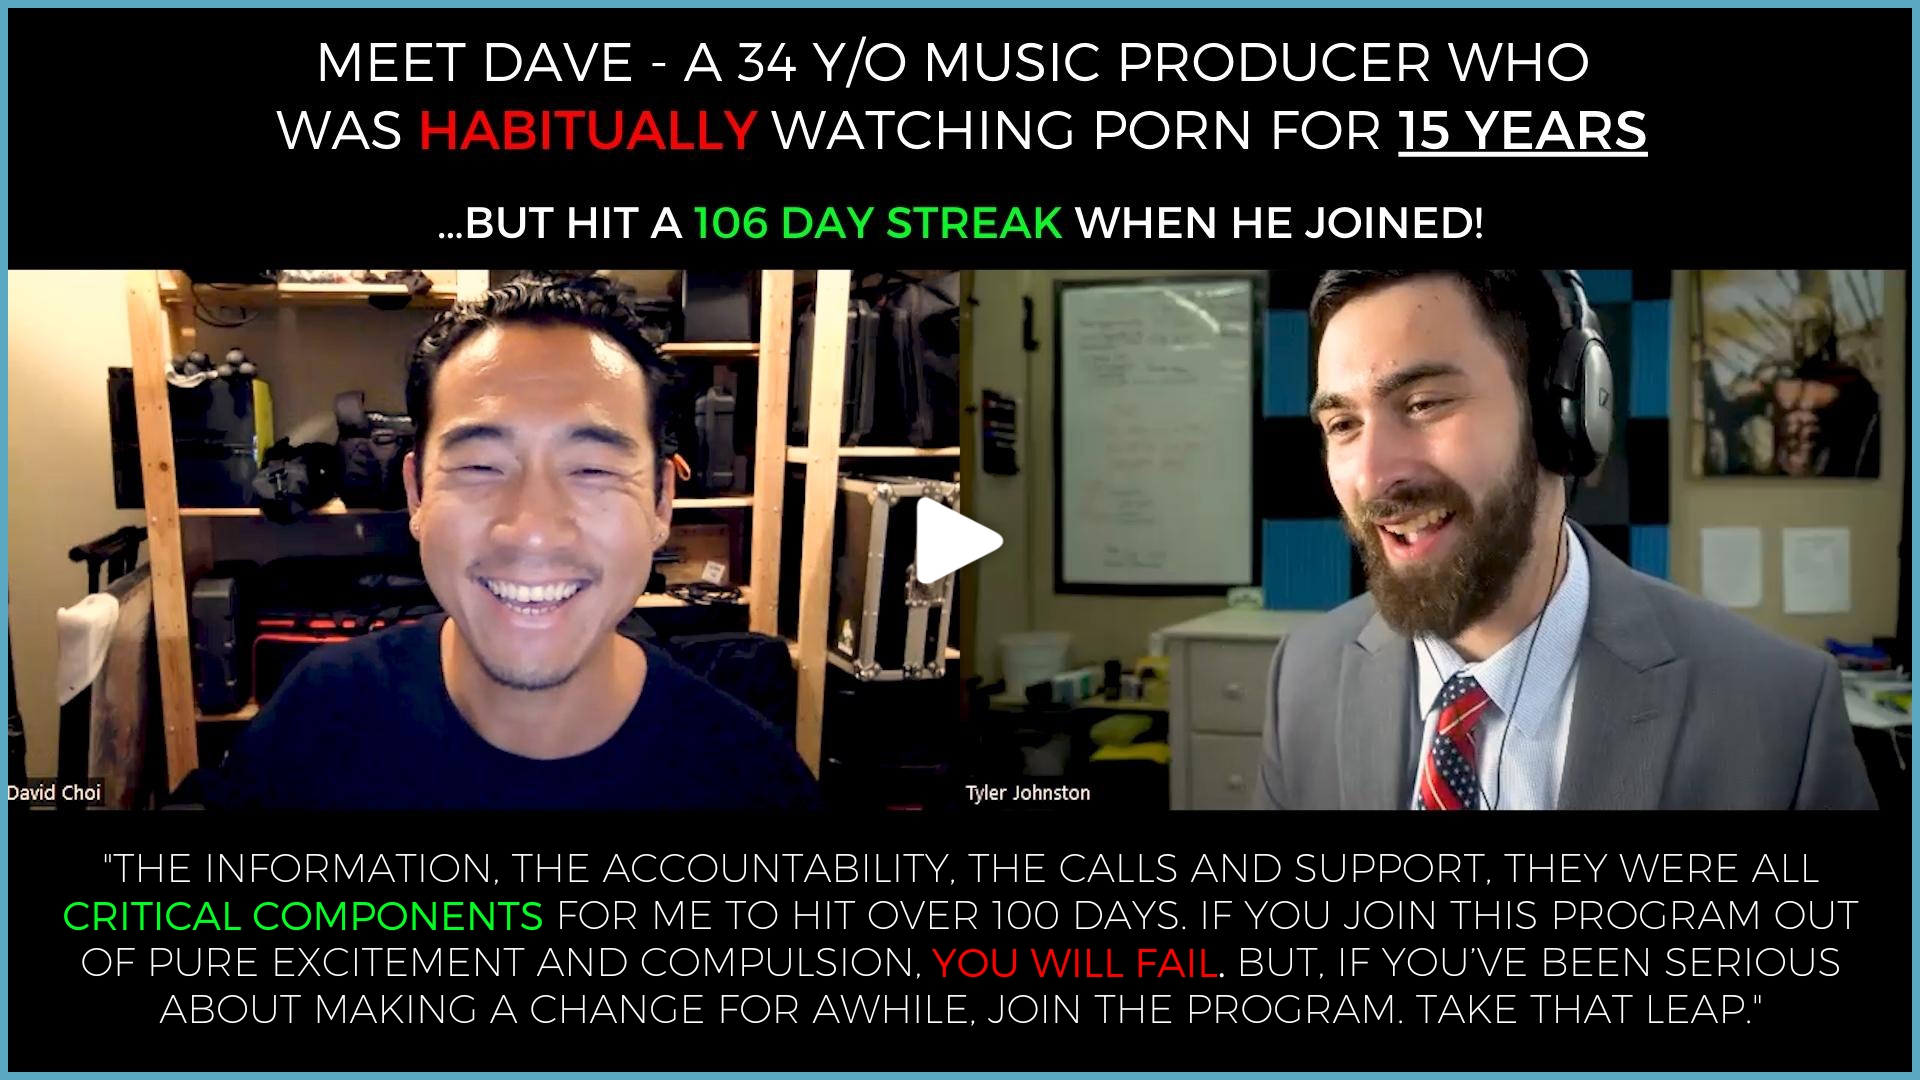 MEET DAVE - A 34 Y/O MUSIC PRODUCER WHO
WAS HABITUALLY WATCHING PORN FOR 15 YEARS
...BUT HIT A 106 DAY STREAK WHEN HE JOINED!
David Choi
Tyler Johnston
"THE INFORMATION, THE ACCOUNTABILITY, THE CALLS AND SUPPORT, THEY WERE ALL
CRITICAL COMPONENTS FOR ME TO HIT OVER 100 DAYS. IF YOU JOIN THIS PROGRAM OUT
OF PURE EXCITEMENT AND COMPULSION, YOU WILL FAIL. BUT, IF YOU'VE BEEN SERIOUS
ABOUT MAKING A CHANGE FOR AWHILE, JOIN THE PROGRAM. TAKE THAT LEAP."